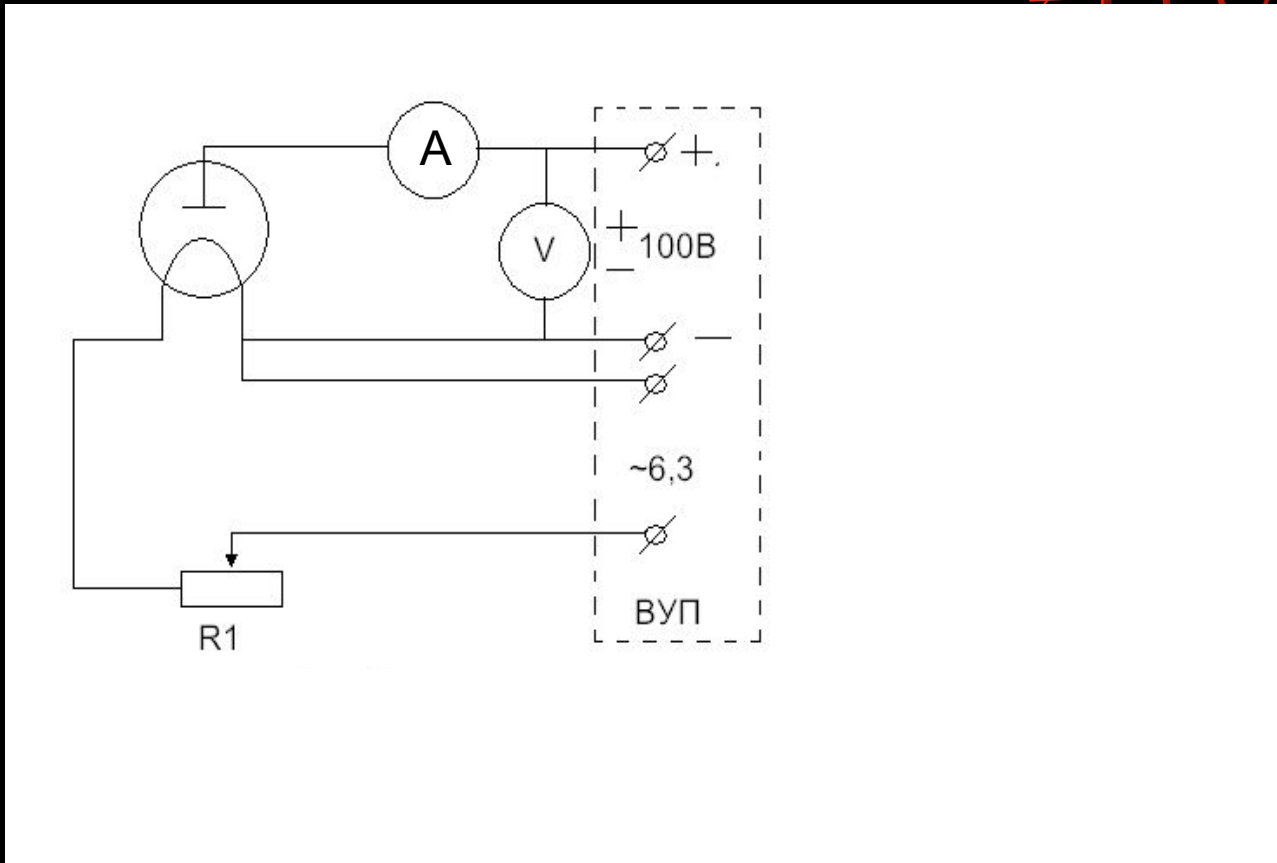 A
+
V
+
100В
—
—
~6,3
ВУП
R1